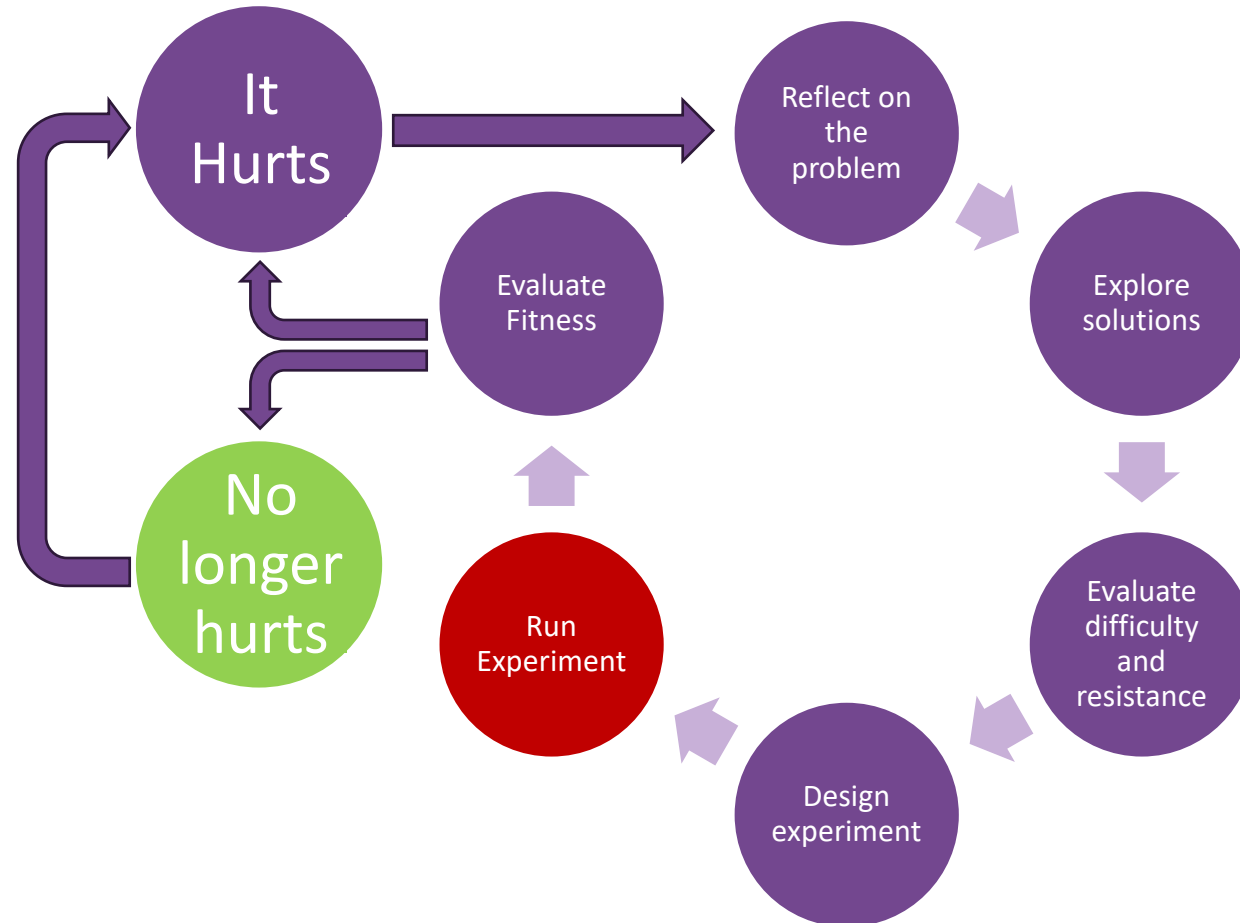 It
Hurts
Reflect on
the
problem
Explore
solutions
Evaluate
difficulty
and
resistance
Design
experiment
Run
Experiment
Evaluate
Fitness
No
longer
hurts